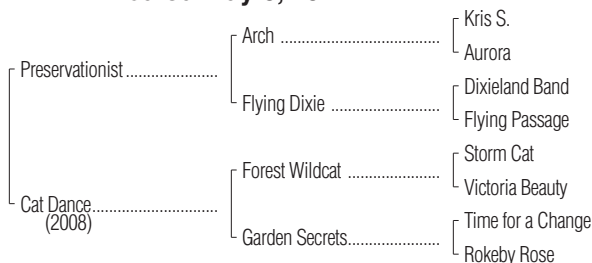 Kris S.
Arch ........................................
Aurora
Preservationist.......................
Dixieland Band
Flying Dixie ...........................
Flying Passage
Storm Cat
Forest Wildcat .......................
Victoria Beauty
Cat Dance...............................
(2008)
Time for a Change
Garden Secrets.......................
Rokeby Rose